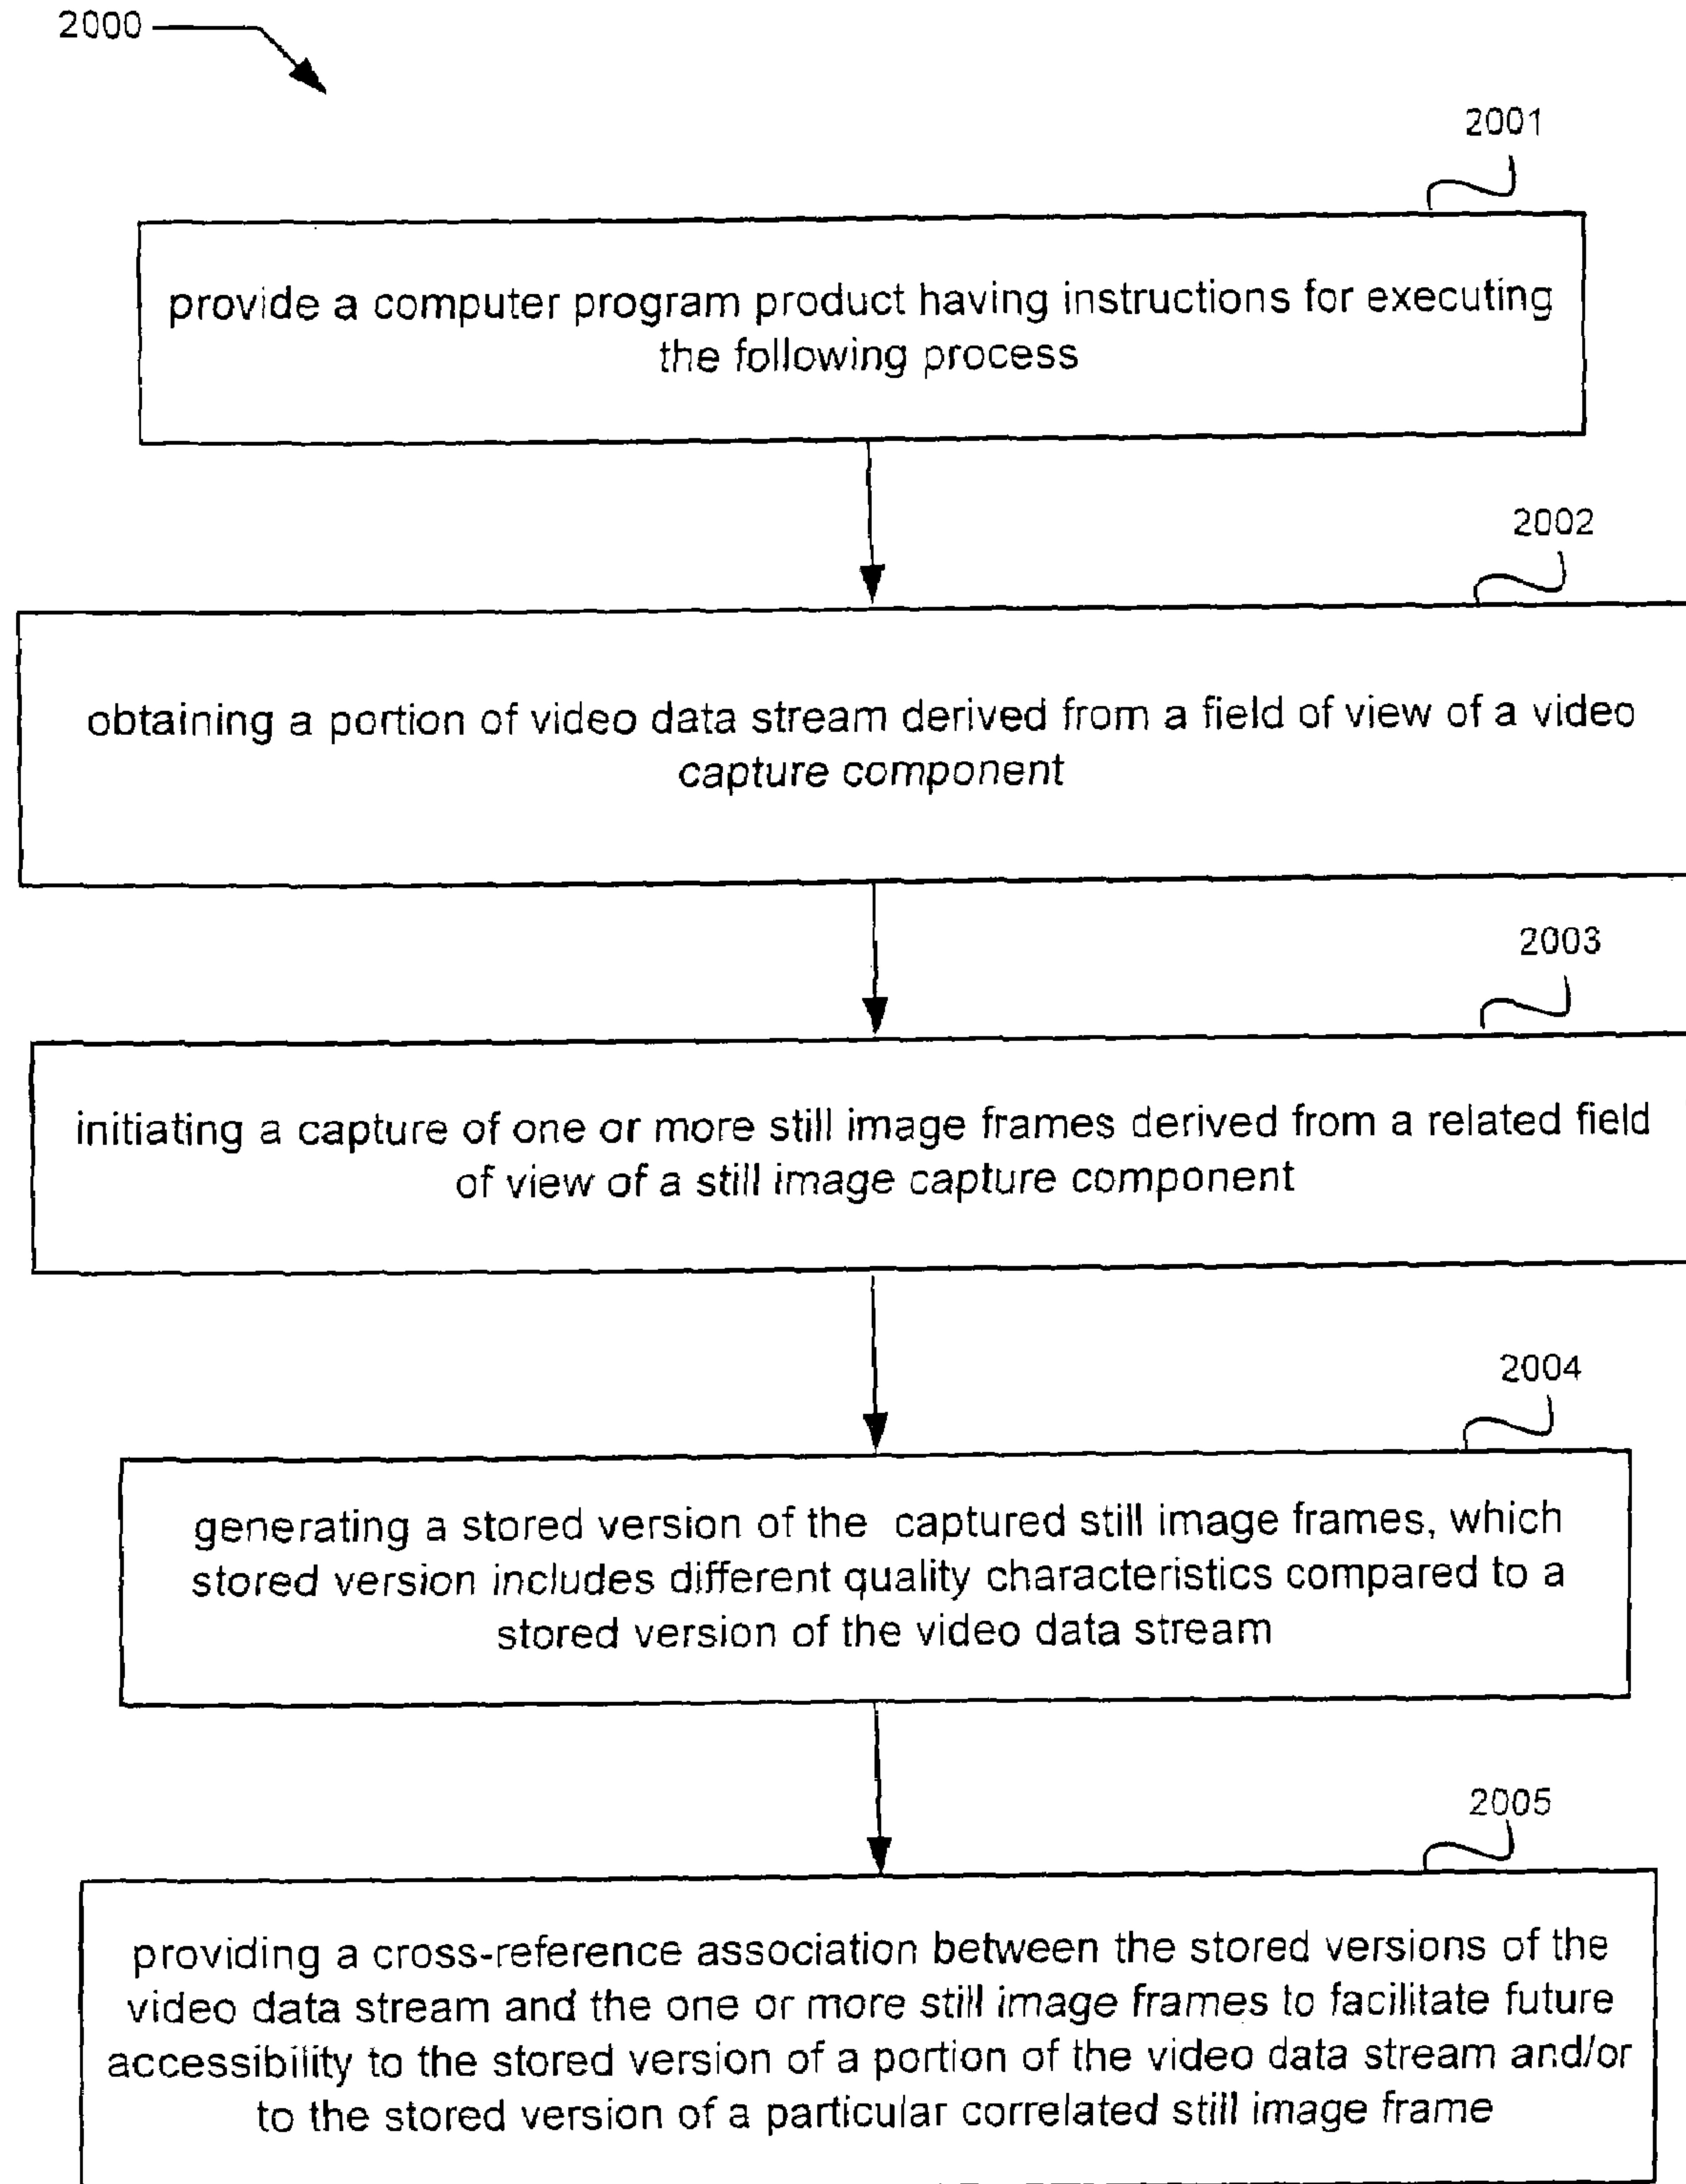 2000
2001
provide a computer program product having instructions for executing
the following process
2002
obtaining a portion of video data stream derived from a field of view of a video
capture component
2003
initiating a capture of one or more still image frames derived from a related field
of view of a still image capture component
2004
generating a stored version of the captured still image frames, which
stored version includes different quality characteristics compared to a
stored version of the video data stream
2005
providing a cross-reference association between the stored versions of the
video data stream and the one or more still image frames to facilitate future
accessibility to the stored version of a portion of the video data stream and/or
to the stored version of a particular correlated still image frame